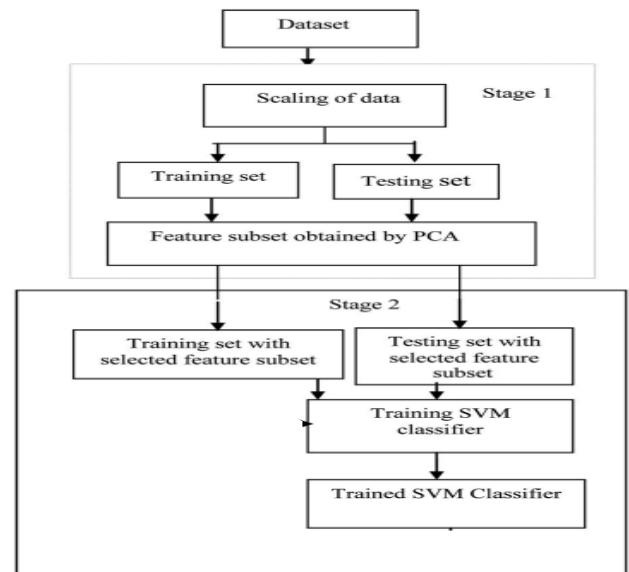 Dataset
Stage 1
Scaling of data
Training set
Testing set
Feature subset obtained by PCA
Stage 2
Training set with
selected feature subset
Testing set with
selected feature
subset
Training SVM
classifier
Trained SVM Classifier